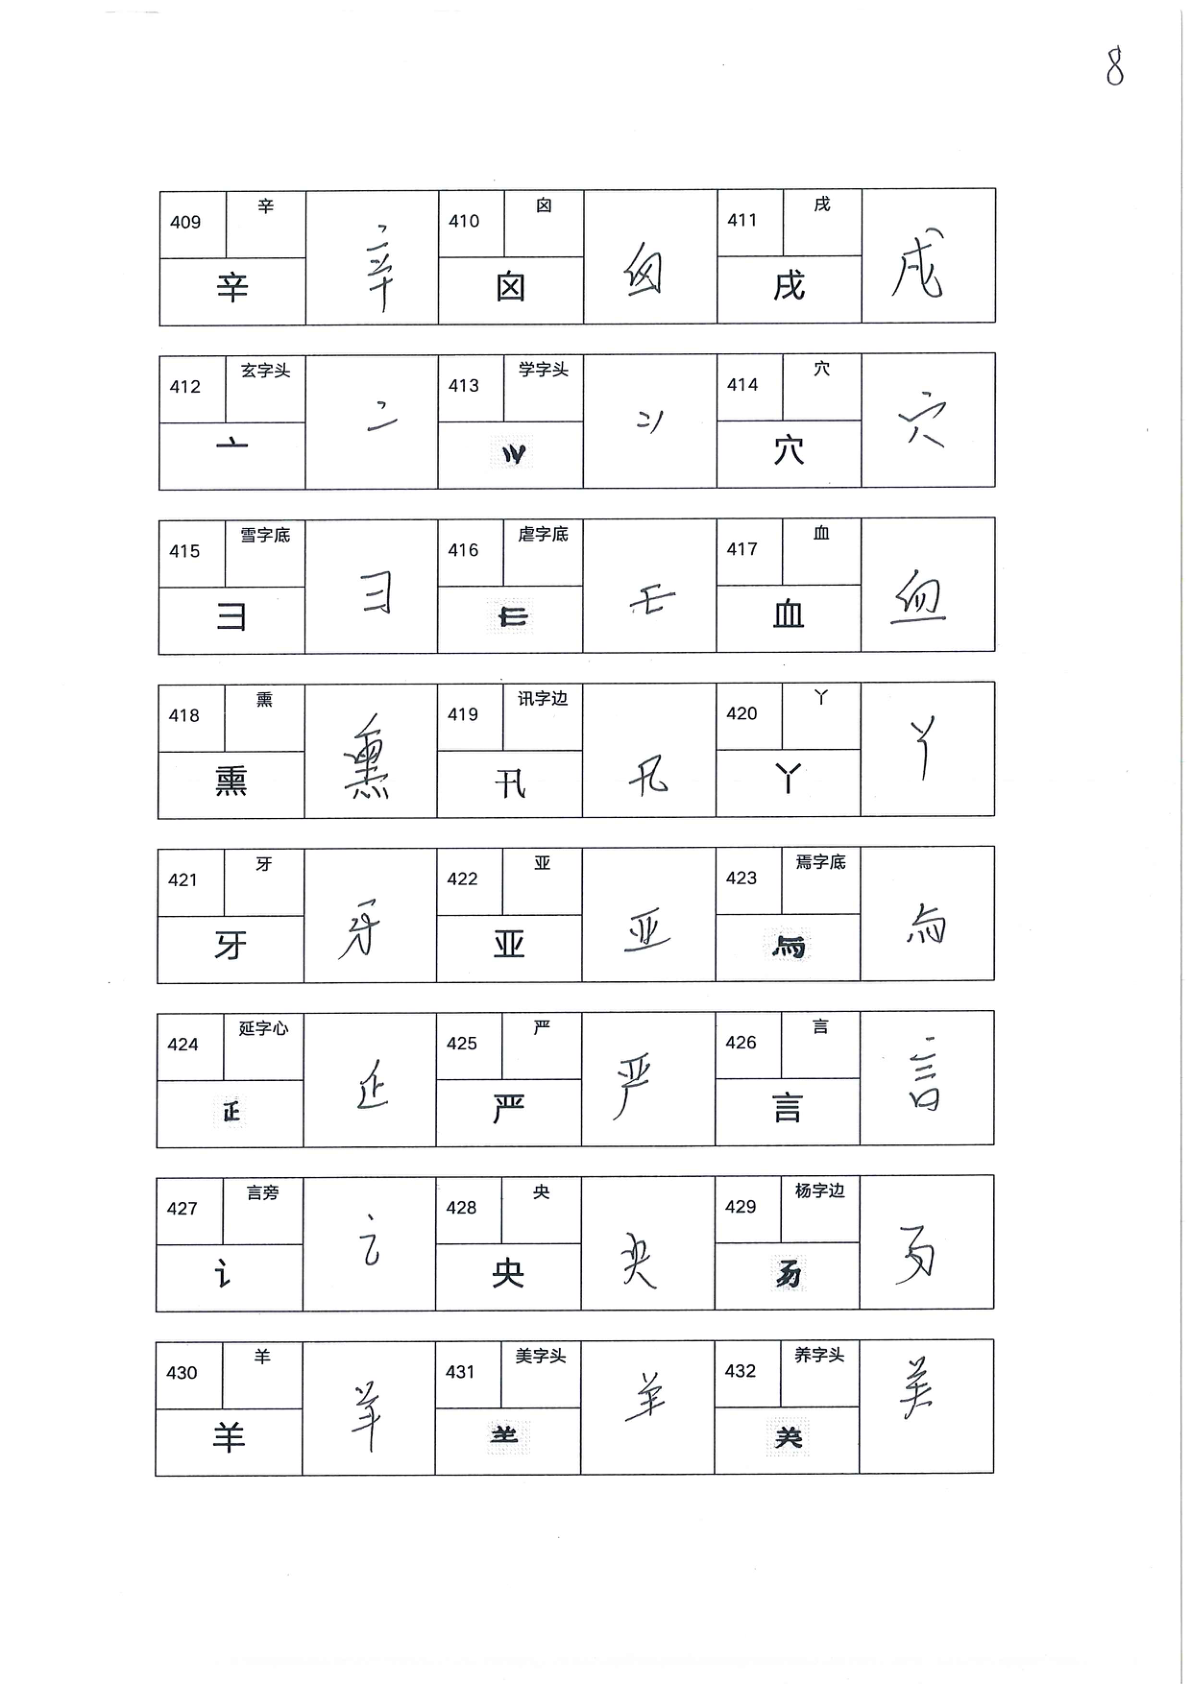 8
409 辛 辛 辛 410 囟 囟 囟 411 戌 戌 戌
412 玄字头 亠 亠 413 学字头 414 穴 穴 穴
415 雪字底 彐 彐 416 虐字底 417 血 血 血
418 熏 熏 熏 419 讯字边 卂 卂 420 丫 丫 丫
421 牙 牙 牙 422 亚 亚 亚 423 焉字底
424 延字心 425 严 严 严 426 言 言 言
427 言旁 讠 讠 428 央 央 央 429 杨字边
430 羊 羊 羊 431 美字头 432 养字头